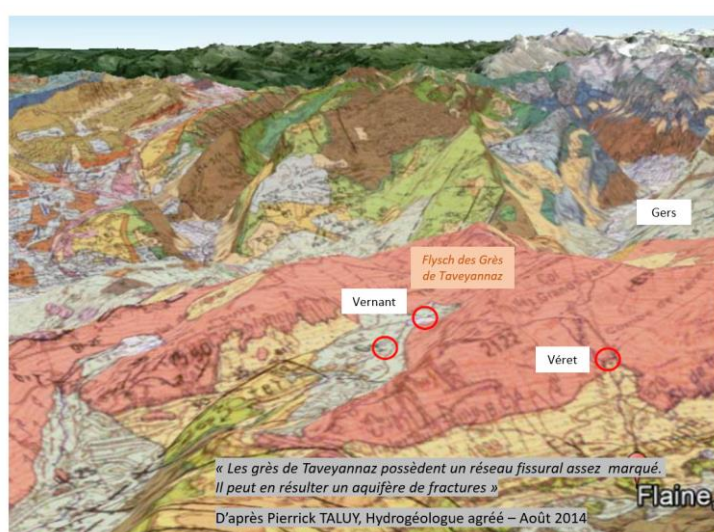 Gers
Flysch des Grès
de Taveyannaz
Vernant
Véret
2122
« Les grès de Taveyannaz possèdent un réseau fissural assez marqué.
Il peut en résulter un aquifère de fractures »
Flaine
D'après Pierrick TALUY, Hydrogéologue agréé – Août 2014